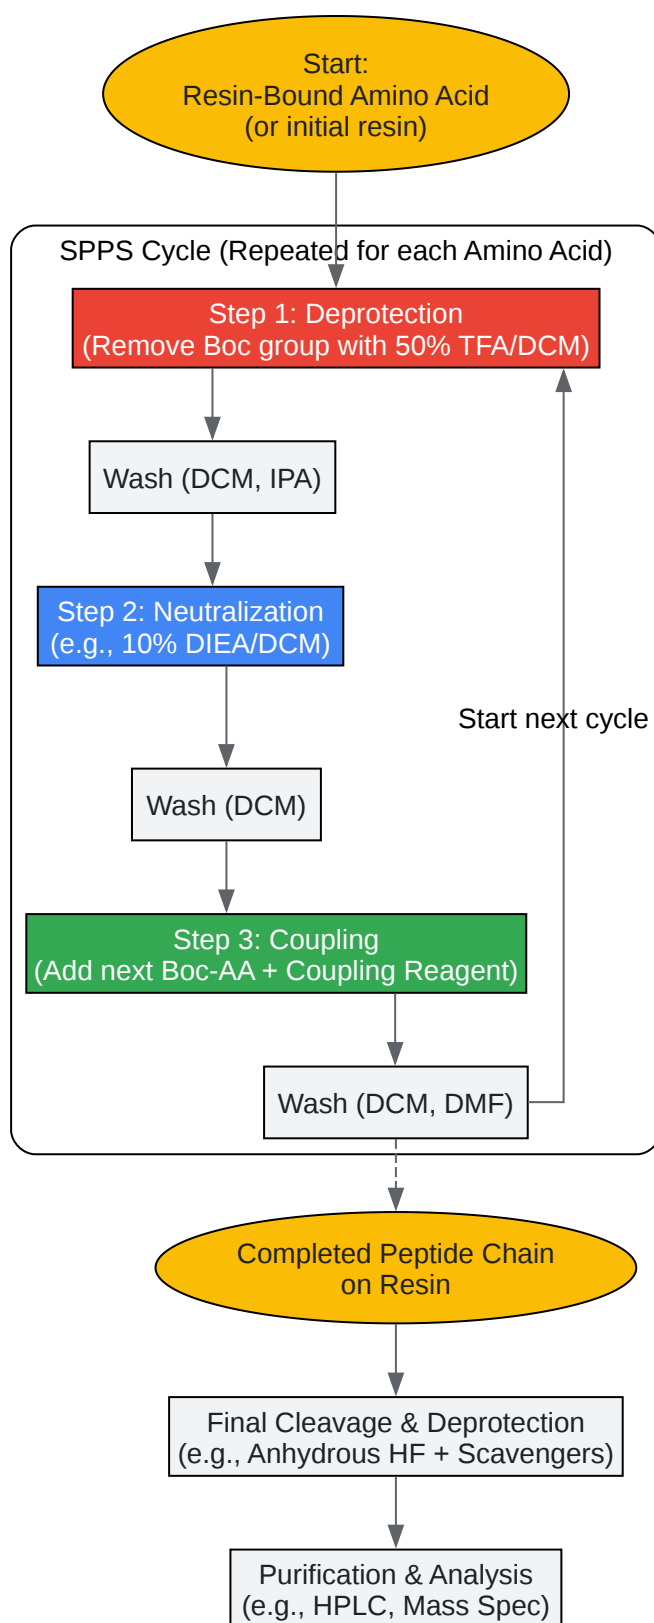 Start:
Resin-Bound Amino Acid
(or initial resin)
SPPS Cycle (Repeated for each Amino Acid)
Step 1: Deprotection
(Remove Boc group with 50% TFA/DCM)
Wash (DCM, IPA)
Step 2: Neutralization
(e.g., 10% DIEA/DCM)
Start next cycle
Wash (DCM)
Step 3: Coupling
(Add next Boc-AA + Coupling Reagent)
Wash (DCM, DMF)
Completed Peptide Chain
on Resin
Final Cleavage & Deprotection
(e.g., Anhydrous HF + Scavengers)
Purification & Analysis
(e.g., HPLC, Mass Spec)